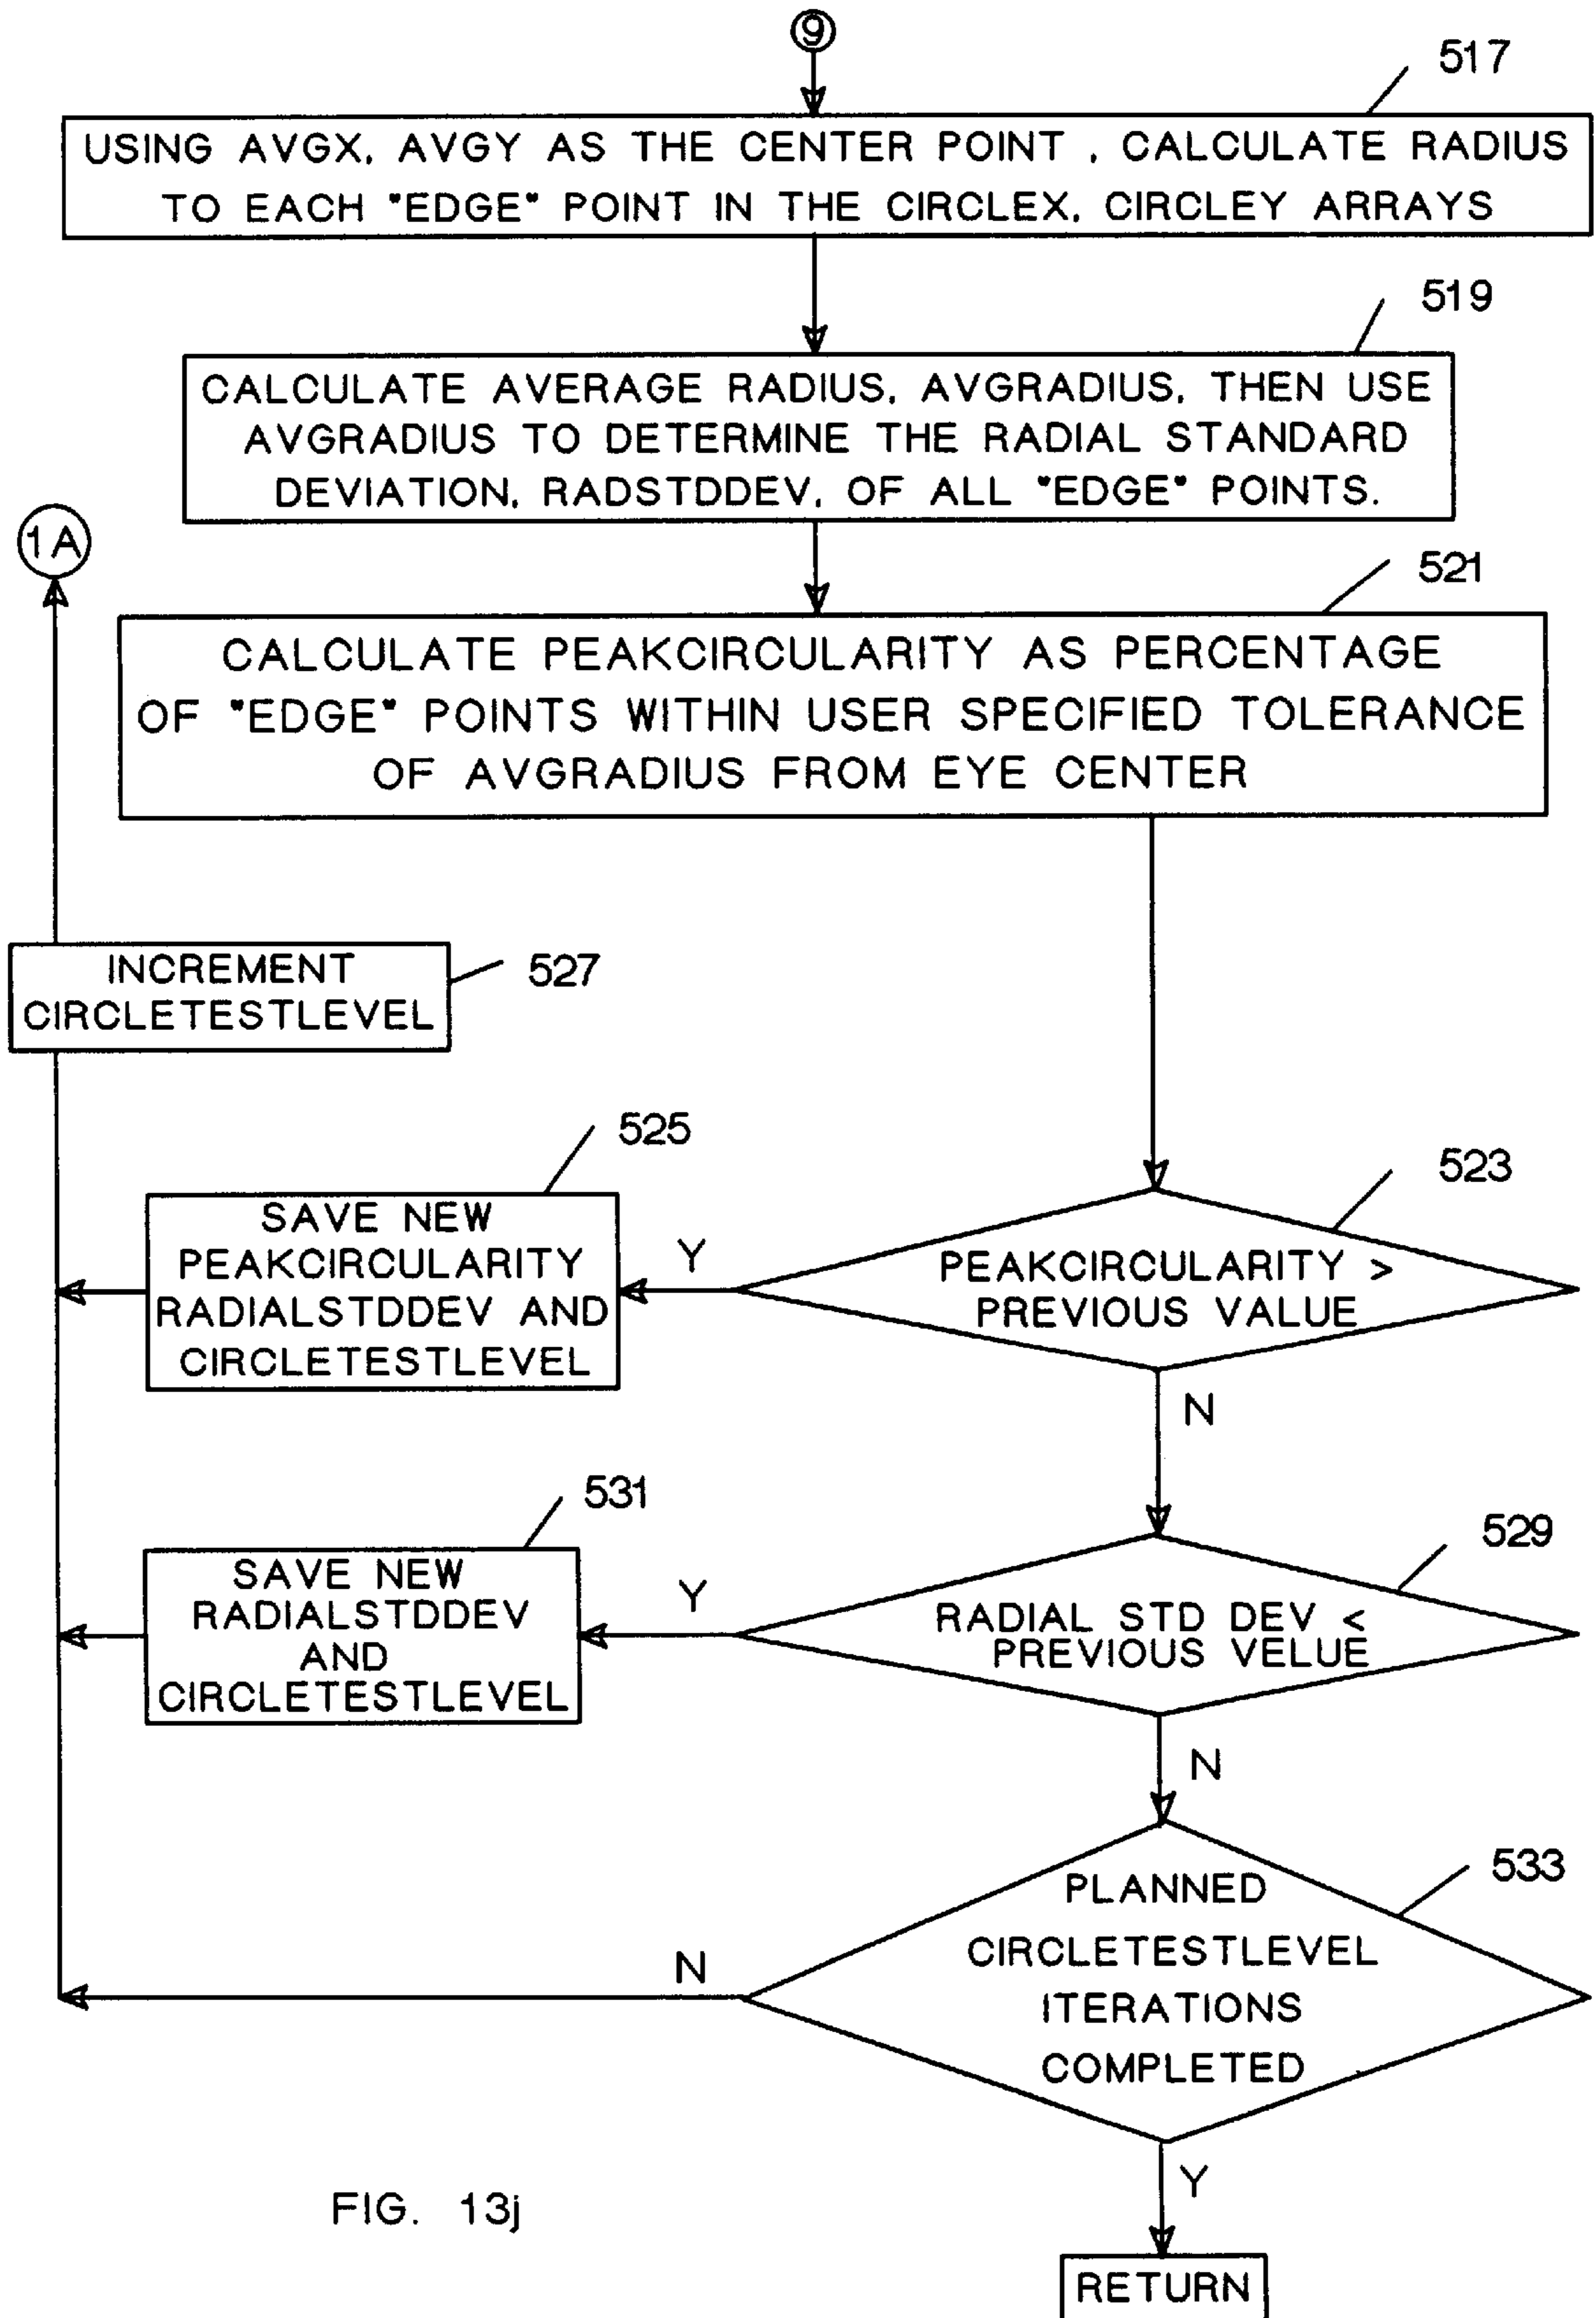 9
517
USING AVGX, AVGY AS THE CENTER POINT , CALCULATE RADIUS
TO EACH "EDGE" POINT IN THE CIRCLEX, CIRCLEY ARRAYS
519
CALCULATE AVERAGE RADIUS, AVGRADIUS, THEN USE
AVGRADIUS TO DETERMINE THE RADIAL STANDARD
DEVIATION, RADSTDDEV, OF ALL "EDGE" POINTS.
1A
521
CALCULATE PEAKCIRCULARITY AS PERCENTAGE
OF "EDGE" POINTS WITHIN USER SPECIFIED TOLERANCE
OF AVGRADIUS FROM EYE CENTER
INCREMENT
CIRCLETESTLEVEL
527
525
SAVE NEW
PEAKCIRCULARITY
RADIALSTDDEV AND
CIRCLETESTLEVEL
Y
523
PEAKCIRCULARITY >
PREVIOUS VALUE
N
531
SAVE NEW
RADIALSTDDEV
AND
CIRCLETESTLEVEL
Y
529
RADIAL STD DEV <
PREVIOUS VELUE
N
533
PLANNED
CIRCLETESTLEVEL
ITERATIONS
COMPLETED
N
Y
RETURN
FIG. 13j